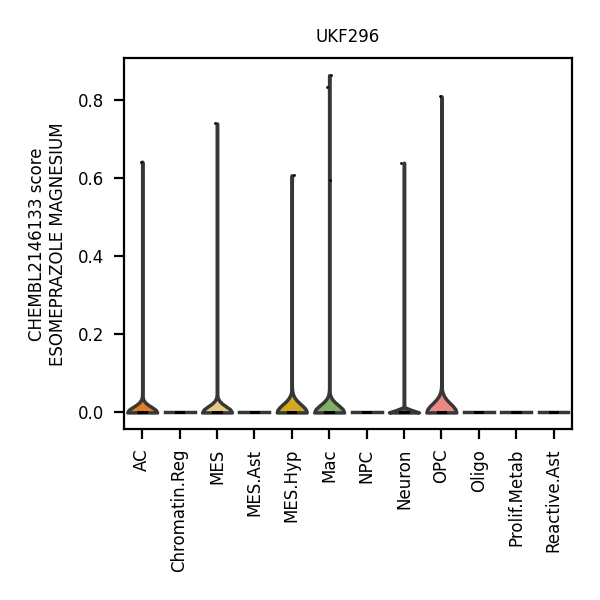 UKF296
CHEMBL2146133 score
ESOMEPRAZOLE MAGNESIUM
0.8
0.6
0.4
0.2
0.0
AC
Chromatin.Reg
MES
MES.Ast
MES.Hyp
Mac
NPC
Neuron
OPC
Oligo
Prolif.Metab
Reactive.Ast